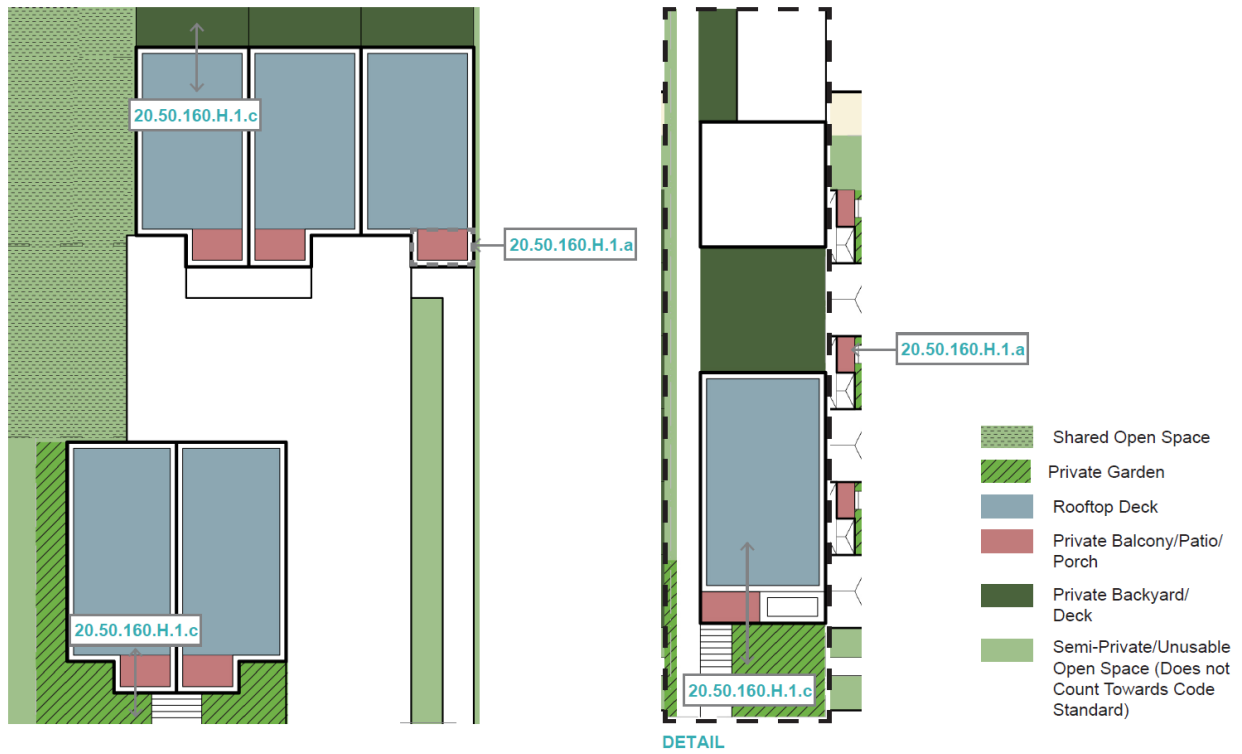 20.50.160.H.1.c
20.50.160.H.1.a
20.50.160.H.1.c
20.50.160.H.1.a
20.50.160.H.1.c
DETAIL
Shared Open Space
Private Garden
Rooftop Deck
Private Balcony/Patio/
Porch
Private Backyard/
Deck
Semi-Private/Unusable
Open Space (Does not
Count Towards Code
Standard)